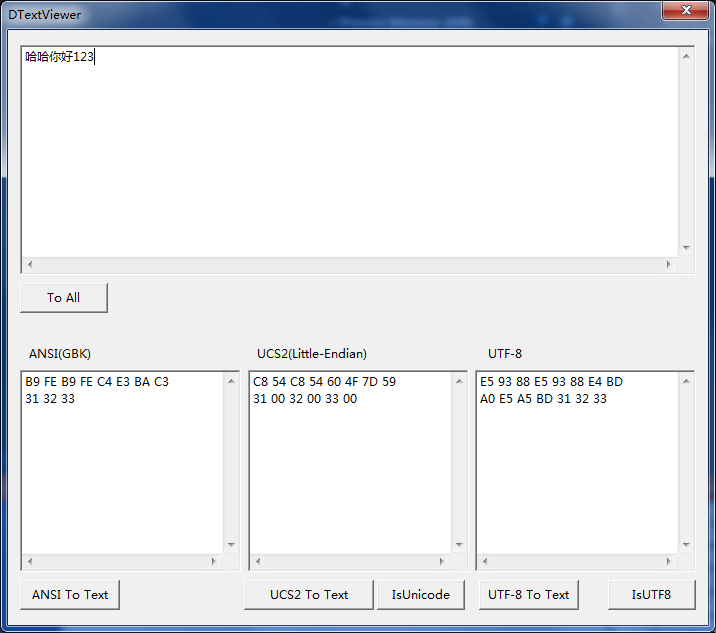 DTextViewer
哈哈你好123
To All
ANSI(GBK)
UCS2(Little-Endian)
UTF-8
B9 FE B9 FE C4 E3 BA C3
31 32 33
C8 54 C8 54 60 4F 7D 59
31 00 32 00 33 00
E5 93 88 E5 93 88 E4 BD
A0 E5 A5 BD 31 32 33
ANSI To Text
UCS2 To Text
IsUnicode
UTF-8 To Text
IsUTF8